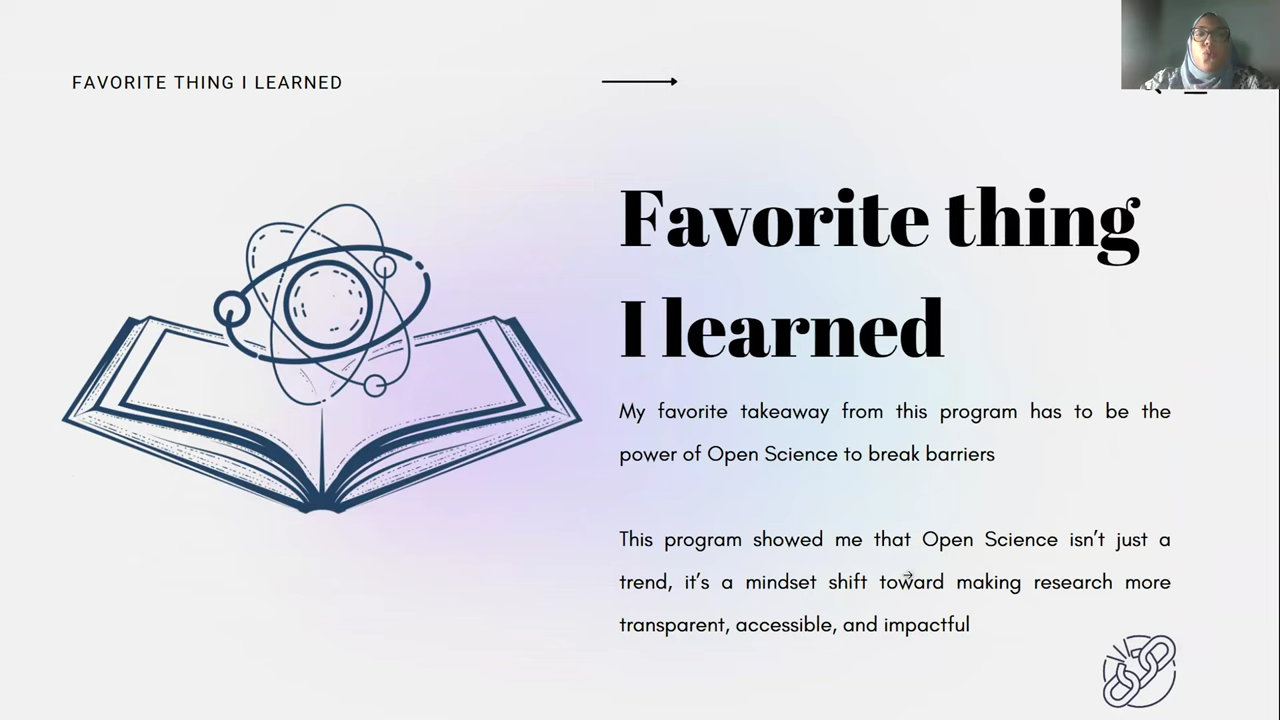 FAVORITE THING I LEARNED
Favorite thing
I learned
My favorite takeaway from this program has to be the
power of Open Science to break barriers
This program showed me that Open Science isn’t just a
trend, it’s a mindset shift toward making research more
transparent, accessible, and impactful